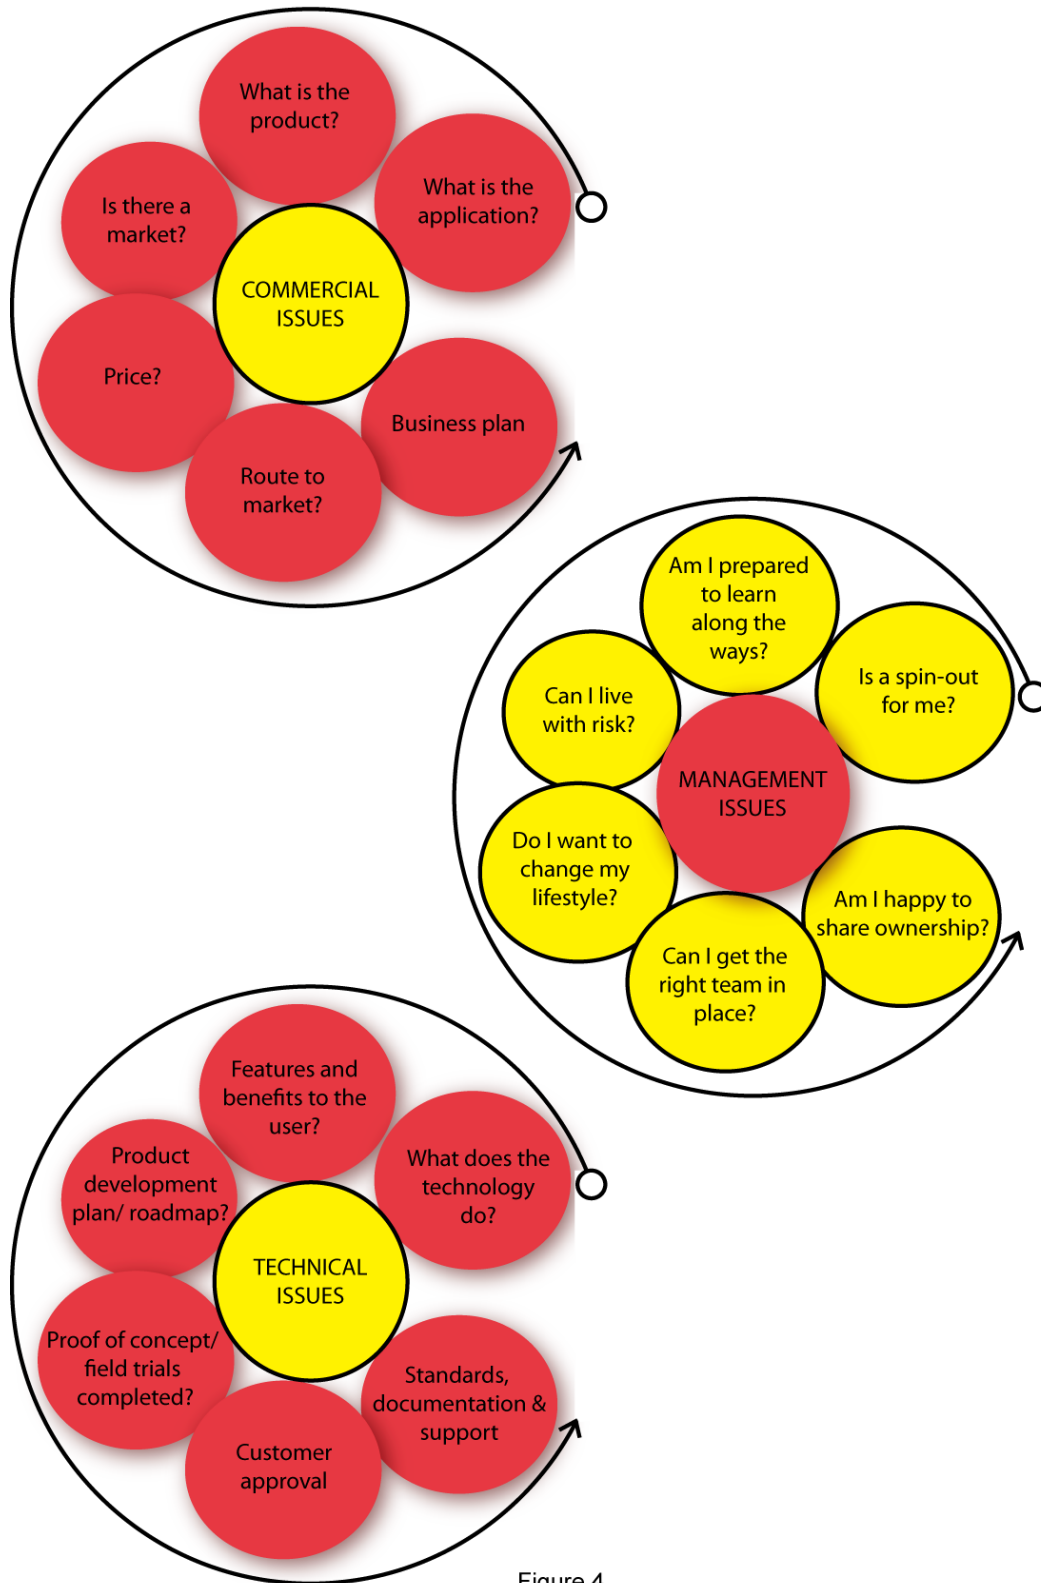 What is the
product?
What is the
application?
Is there a
market?
COMMERCIAL
ISSUES
Price?
Business plan
Route to
market?
Am I prepared
to learn
along the
ways?
Is a spin-out
for me?
Can I live
with risk?
MANAGEMENT
ISSUES
Do I want to
change my
lifestyle?
Am I happy to
share ownership?
Can I get the
right team in
place?
Features and
benefits to the
user?
What does the
technology
do?
Product
development
plan/ roadmap?
TECHNICAL
ISSUES
Proof of concept/
field trials
completed?
Standards,
documentation &
support
Customer
approval
Figure 4